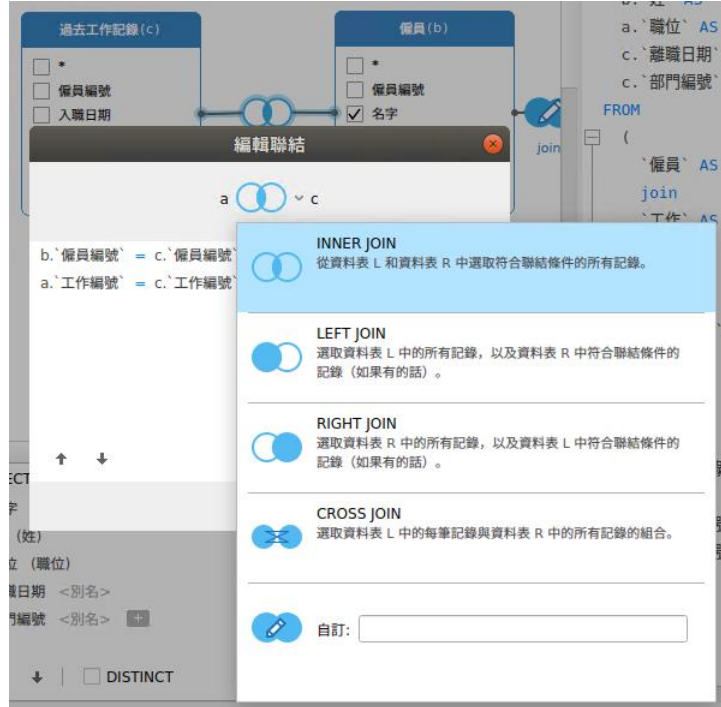 過去工作記錄(c)
*
僱員編號
入職日期
僱員(b)
*
僱員編號
名字
join
a.`職位` AS
c.`離職日期`
c.`部門編號`
FROM
(
`僱員` AS
join
`工作` AS
編輯聯結
a c
b.`僱員編號` = c.`僱員編號`
a.`工作編號` = c.`工作編號`
INNER JOIN
從資料表 L 和資料表 R 中選取符合聯結條件的所有記錄。
LEFT JOIN
選取資料表 L 中的所有記錄，以及資料表 R 中符合聯結條件的
記錄（如果有的話）。
RIGHT JOIN
選取資料表 R 中的所有記錄，以及資料表 L 中符合聯結條件的
記錄（如果有的話）。
CROSS JOIN
選取資料表 L 中的每筆記錄與資料表 R 中的所有記錄的組合。
自訂:
(姓)
(職位)
職日期 <別名>
門編號 <別名>
DISTINCT